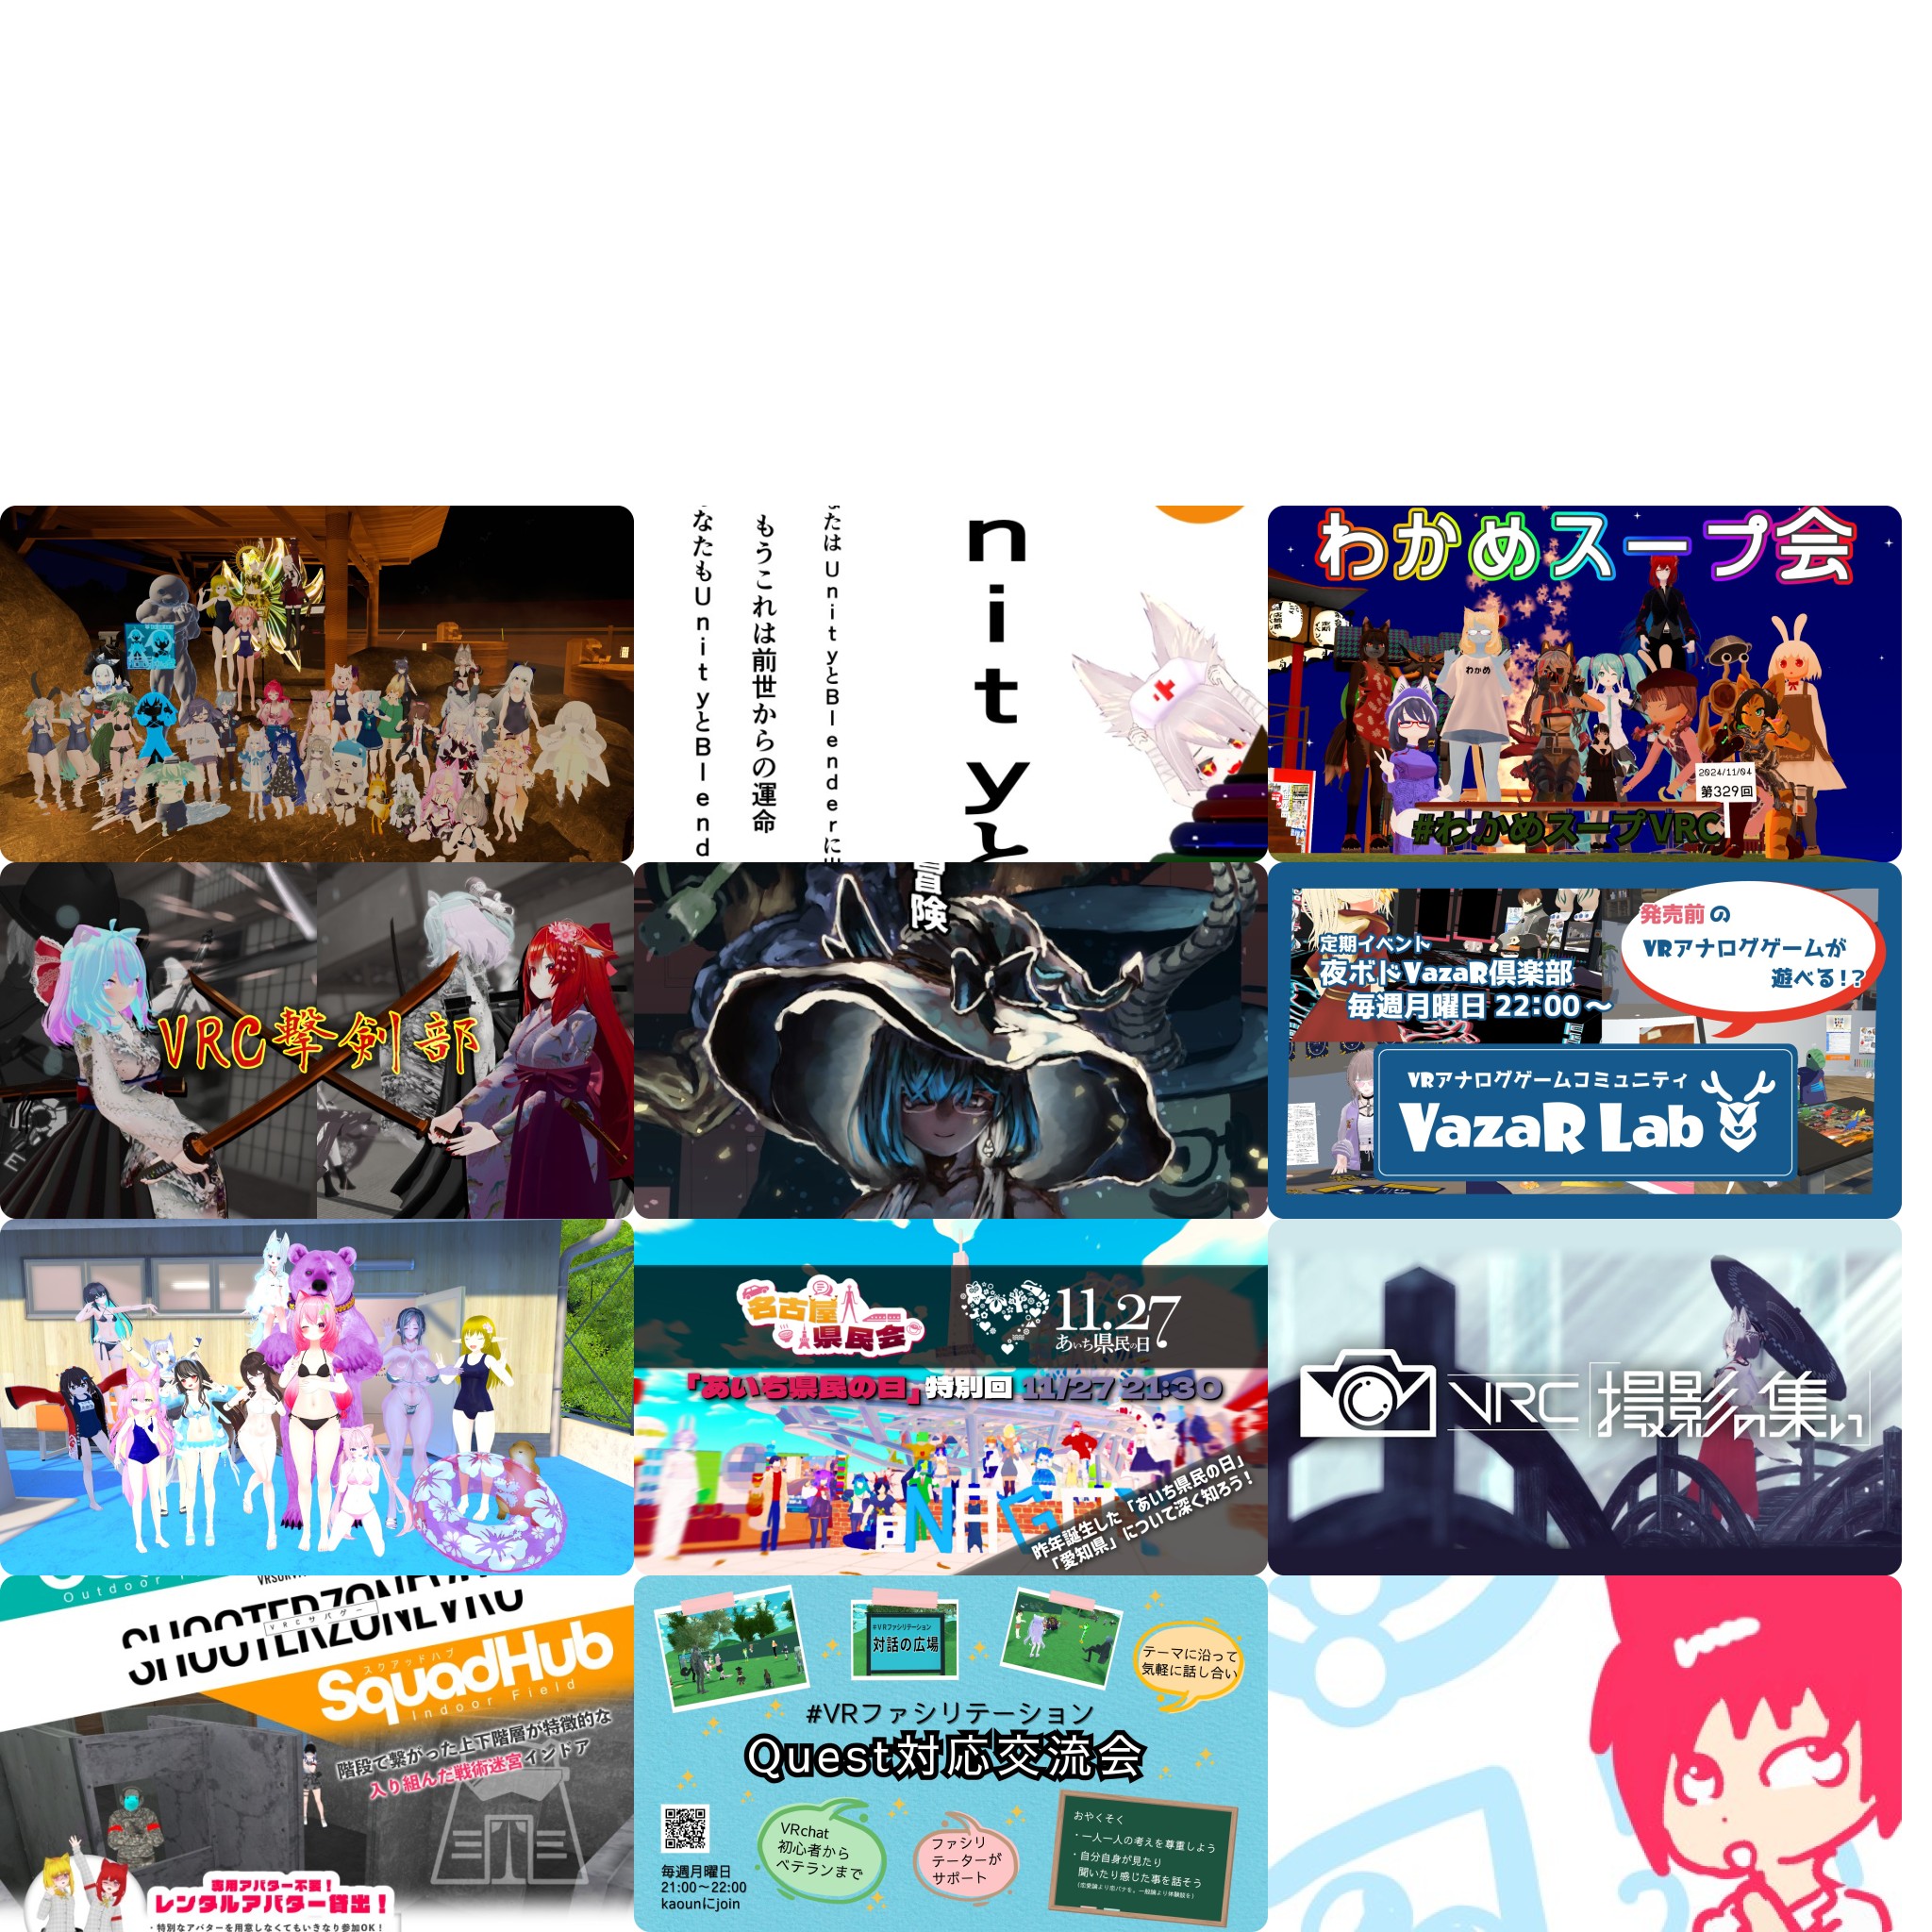 なたもUnityとBlend
もうこれは前世からの運命
たは UnityとBlenderに
nityと
わかめスープ会
わかめ
2024/11/04
第329回
#わかめスープVRC
VRC撃剣部
冒険
定期イベント
夜ボドVazaR倶楽部
毎週月曜日 22:00～
発売前の
VRアナログゲームが
遊べる!?
VRアナログゲームコミュニティ
VazaR Lab
名古屋
県民会
11.27
あいち県民の日
「あいち県民の日」特別回 11/27 21:30
昨年誕生した「あいち県民の日」
「愛知県」について深く知ろう！
VRC撮影の集い
Outdoor
VRCサバゲー
SHOOTERZONEVRC
スクアッドハブ
SquadHub
Indoor Field
階段で繋がった上下階層が特徴的な
入り組んだ戦術迷宮インドア
専用アバター不要！
レンタルアバター貸出！
・特別なアバターを用意しなくてもいきなり参加OK！
#VRファシリテーション
対話の広場
テーマに沿って
気軽に話し合い
#VRファシリテーション
Quest対応交流会
毎週月曜日
21:00～22:00
kaounにjoin
VRchat
初心者から
ベテランまで
ファシリ
テーターが
サポート
おやくそく
・一人一人の考えを尊重しよう
・自分自身が見たり
聞いたり感じた事を話そう